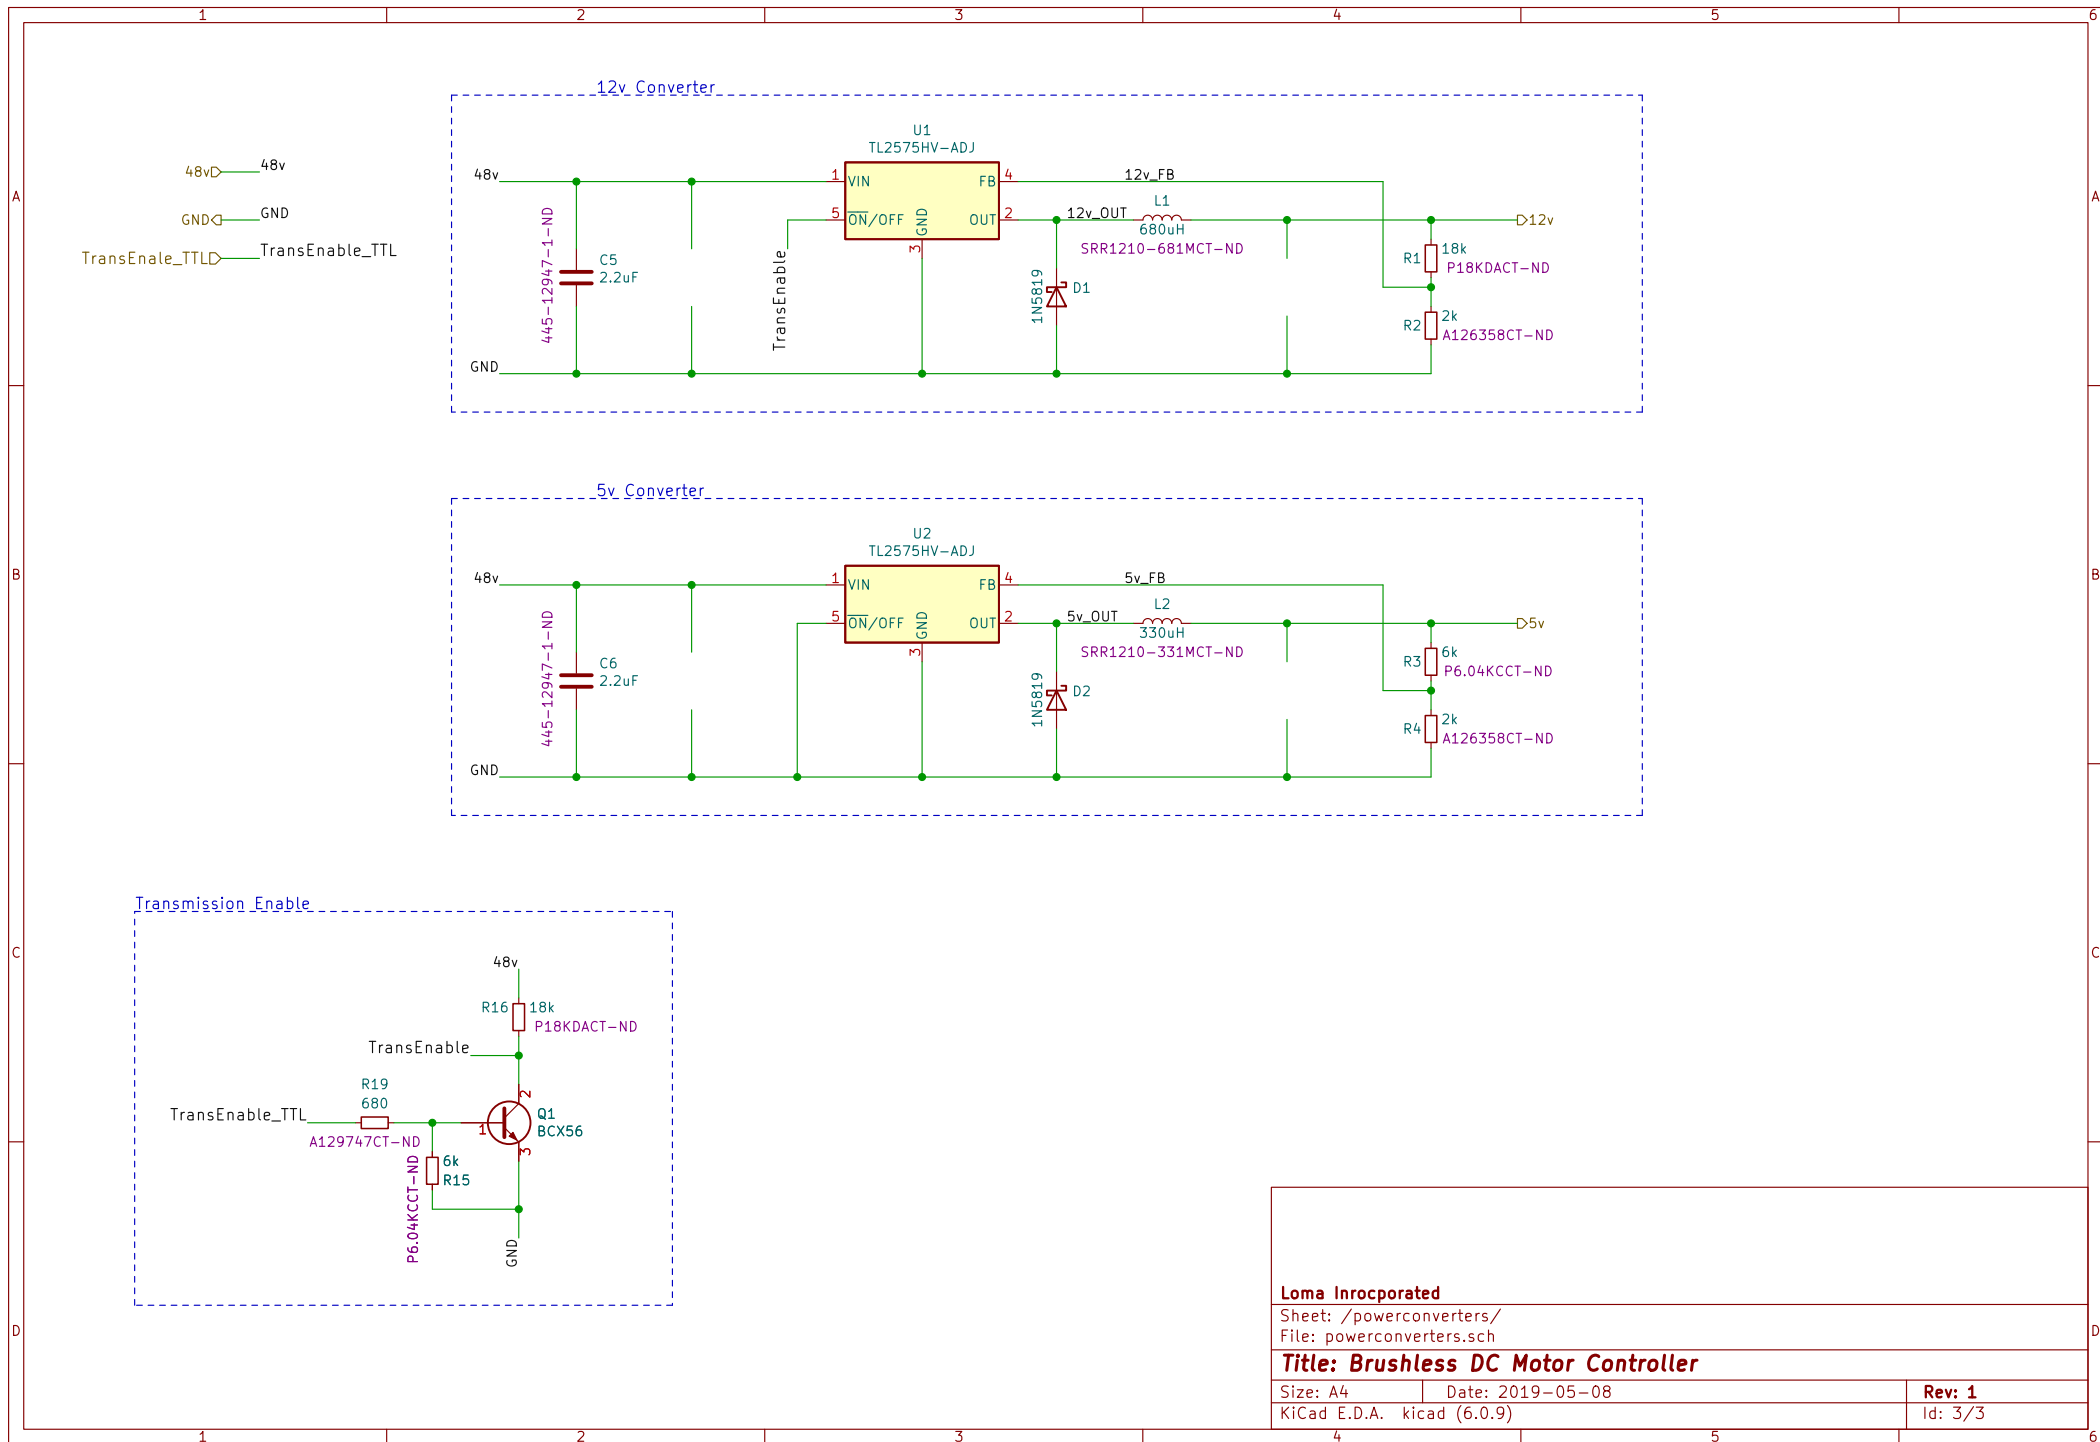 1 2 3 4 5 6
12v Converter
U1
TL2575HV-ADJ
48v 48v
GND GND
TransEnale_TTL TransEnable_TTL
A A
48v 1 VIN FB 4 12v_FB
5 ON/OFF GND OUT 2 12v_OUT L1 12v
680uH
SRR1210-681MCT-ND
3
TransEnable
445-12947-1-ND
C5
2.2uF
1N5819
D1
R1 18k
P18KDACT-ND
R2 2k
A126358CT-ND
GND
5v Converter
U2
TL2575HV-ADJ
B B
48v 1 VIN FB 4 5v_FB
5 ON/OFF GND OUT 2 5v_OUT L2 5v
330uH
SRR1210-331MCT-ND
3
445-12947-1-ND
C6
2.2uF
1N5819
D2
R3 6k
P6.04KCCT-ND
R4 2k
A126358CT-ND
GND
Transmission Enable
C C
48v
R16 18k
P18KDACT-ND
TransEnable
2
R19
680
TransEnable_TTL
A129747CT-ND
1
Q1
BCX56
3
6k
R15
P6.04KCCT-ND
GND
D D
Loma Inrocporated
Sheet: /powerconverters/
File: powerconverters.sch
Title: Brushless DC Motor Controller
Size: A4 Date: 2019-05-08 Rev: 1
KiCad E.D.A. kicad (6.0.9) Id: 3/3
1 2 3 4 5 6